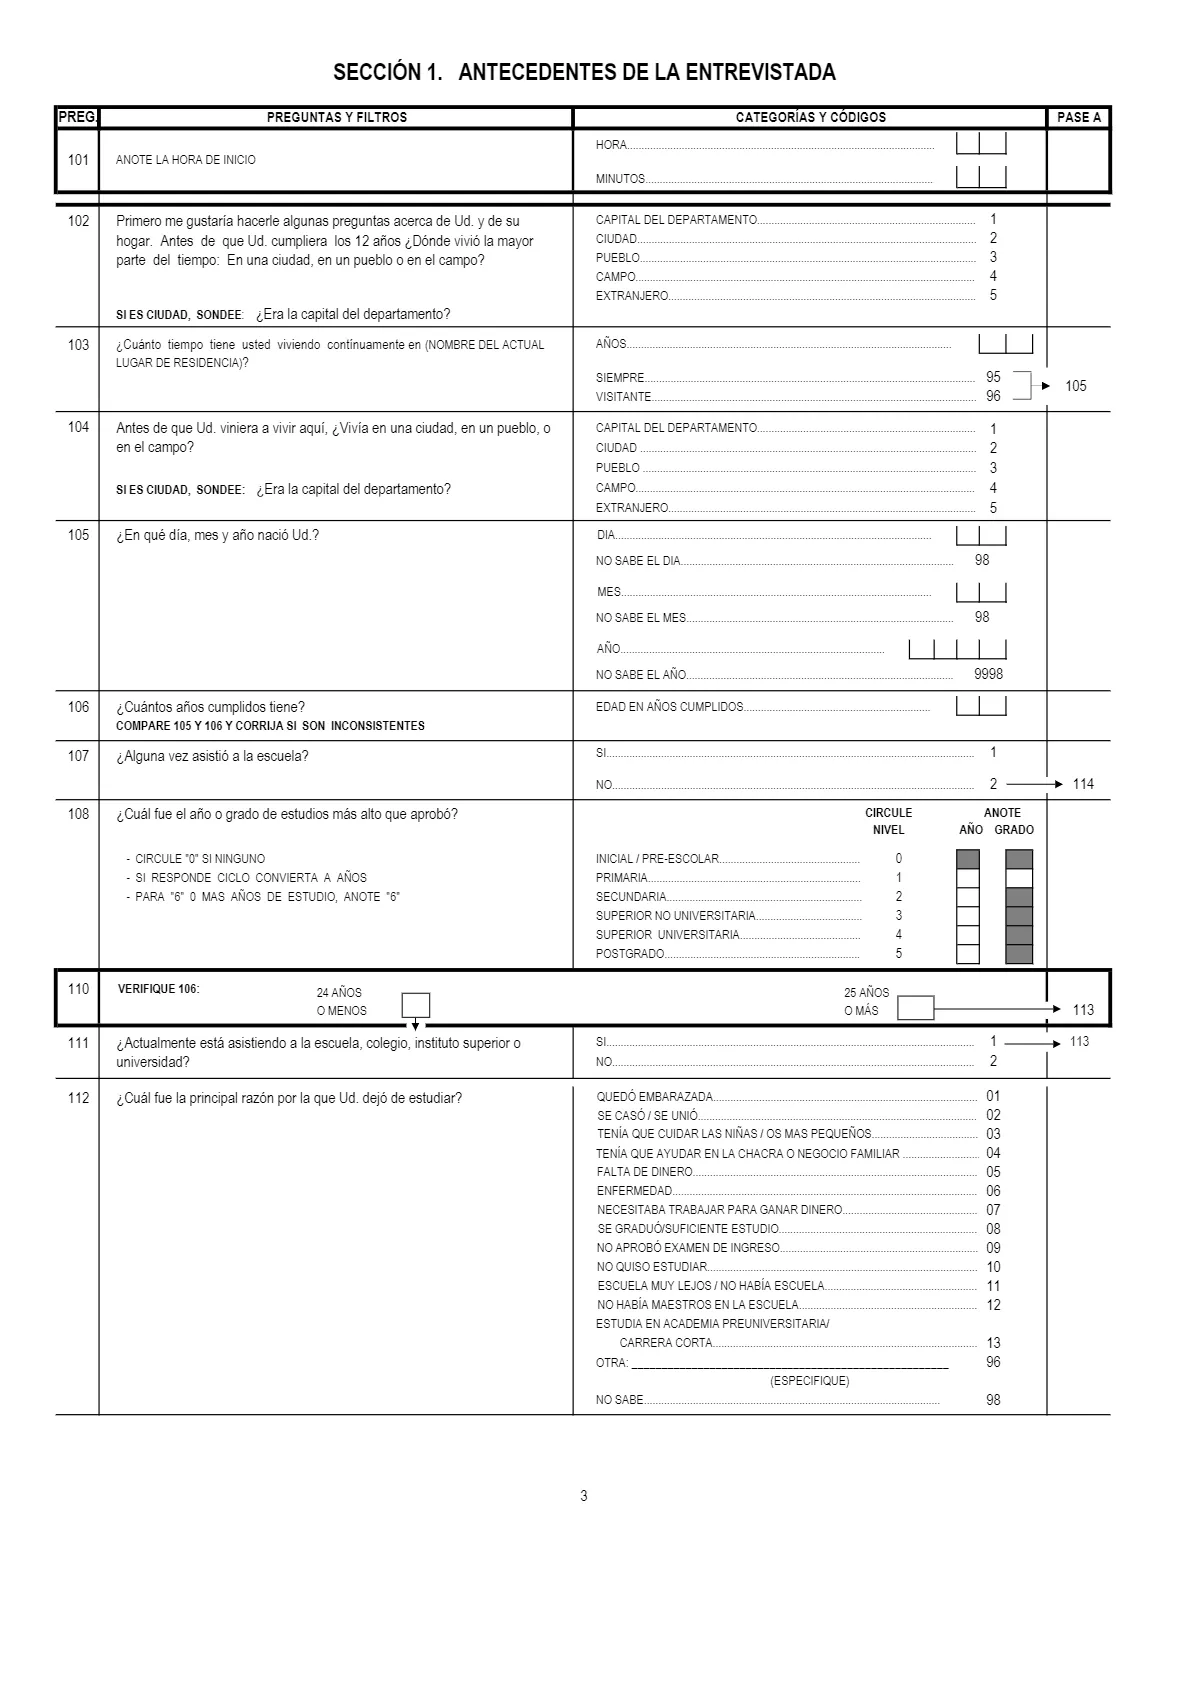 SECCIÓN 1. ANTECEDENTES DE LA ENTREVISTADA
PREG. PREGUNTAS Y FILTROS CATEGORÍAS Y CÓDIGOS PASE A
101 ANOTE LA HORA DE INICIO
HORA
MINUTOS
102 Primero me gustaría hacerle algunas preguntas acerca de Ud. y de su
hogar. Antes de que Ud. cumpliera los 12 años ¿Dónde vivió la mayor
parte del tiempo: En una ciudad, en un pueblo o en el campo?
SI ES CIUDAD, SONDEE: ¿Era la capital del departamento?
CAPITAL DEL DEPARTAMENTO 1
CIUDAD 2
PUEBLO 3
CAMPO 4
EXTRANJERO 5
103 ¿Cuánto tiempo tiene usted viviendo contínuamente en (NOMBRE DEL ACTUAL
LUGAR DE RESIDENCIA)?
AÑOS
SIEMPRE 95
VISITANTE 96
105
104 Antes de que Ud. viniera a vivir aquí, ¿Vivía en una ciudad, en un pueblo, o
en el campo?
SI ES CIUDAD, SONDEE: ¿Era la capital del departamento?
CAPITAL DEL DEPARTAMENTO 1
CIUDAD 2
PUEBLO 3
CAMPO 4
EXTRANJERO 5
105 ¿En qué día, mes y año nació Ud.?
DIA
NO SABE EL DIA 98
MES
NO SABE EL MES 98
AÑO
NO SABE EL AÑO 9998
106 ¿Cuántos años cumplidos tiene?
COMPARE 105 Y 106 Y CORRIJA SI SON INCONSISTENTES
EDAD EN AÑOS CUMPLIDOS
107 ¿Alguna vez asistió a la escuela?
SI 1
NO 2 114
108 ¿Cuál fue el año o grado de estudios más alto que aprobó?
- CIRCULE "0" SI NINGUNO
- SI RESPONDE CICLO CONVIERTA A AÑOS
- PARA "6" 0 MAS AÑOS DE ESTUDIO, ANOTE "6"
CIRCULE ANOTE
NIVEL AÑO GRADO
INICIAL / PRE-ESCOLAR 0
PRIMARIA 1
SECUNDARIA 2
SUPERIOR NO UNIVERSITARIA 3
SUPERIOR UNIVERSITARIA 4
POSTGRADO 5
110 VERIFIQUE 106:
24 AÑOS
O MENOS
25 AÑOS
O MÁS
113
111 ¿Actualmente está asistiendo a la escuela, colegio, instituto superior o
universidad?
SI 1 113
NO 2
112 ¿Cuál fue la principal razón por la que Ud. dejó de estudiar?
QUEDÓ EMBARAZADA 01
SE CASÓ / SE UNIÓ 02
TENÍA QUE CUIDAR LAS NIÑAS / OS MAS PEQUEÑOS 03
TENÍA QUE AYUDAR EN LA CHACRA O NEGOCIO FAMILIAR 04
FALTA DE DINERO 05
ENFERMEDAD 06
NECESITABA TRABAJAR PARA GANAR DINERO 07
SE GRADUÓ/SUFICIENTE ESTUDIO 08
NO APROBÓ EXAMEN DE INGRESO 09
NO QUISO ESTUDIAR 10
ESCUELA MUY LEJOS / NO HABÍA ESCUELA 11
NO HABÍA MAESTROS EN LA ESCUELA 12
ESTUDIA EN ACADEMIA PREUNIVERSITARIA/
CARRERA CORTA 13
OTRA: 96
(ESPECIFIQUE)
NO SABE 98
3